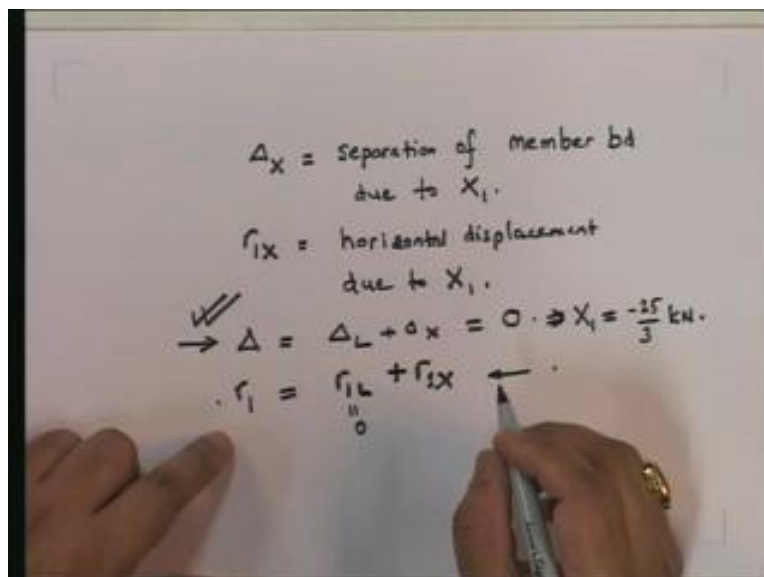 Δx = separation of member bd
due to X₁.
r₁x = horizontal displacement
due to X₁.
→ Δ = ΔL + Δx = 0. ⇒ X₁ = -25/3 kN.
. r₁ = r₁L + r₁x ← .
"
0